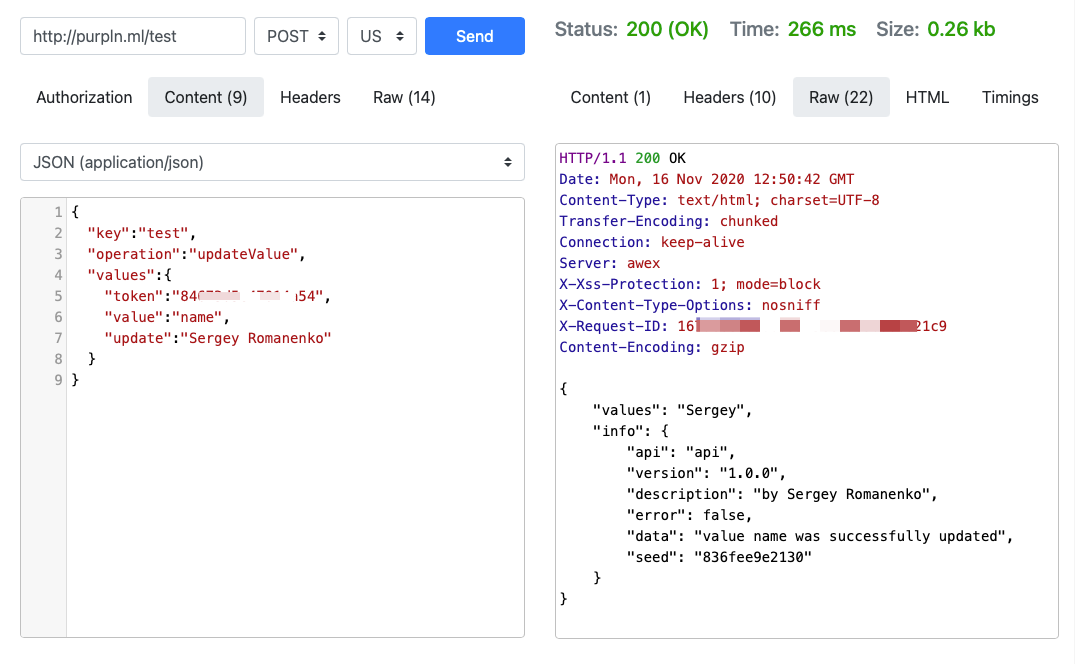 http://purpln.ml/test POST US Send
Status: 200 (OK) Time: 266 ms Size: 0.26 kb
Authorization Content (9) Headers Raw (14)
Content (1) Headers (10) Raw (22) HTML Timings
JSON (application/json)
1 {
2 "key":"test",
3 "operation":"updateValue",
4 "values":{
5 "token":
6 "value":"name",
7 "update":"Sergey Romanenko"
8 }
9 }
HTTP/1.1 200 OK
Date: Mon, 16 Nov 2020 12:50:42 GMT
Content-Type: text/html; charset=UTF-8
Transfer-Encoding: chunked
Connection: keep-alive
Server: awex
X-Xss-Protection: 1; mode=block
X-Content-Type-Options: nosniff
X-Request-ID:
Content-Encoding: gzip
{
"values": "Sergey",
"info": {
"api": "api",
"version": "1.0.0",
"description": "by Sergey Romanenko",
"error": false,
"data": "value name was successfully updated",
"seed": "836fee9e2130"
}
}